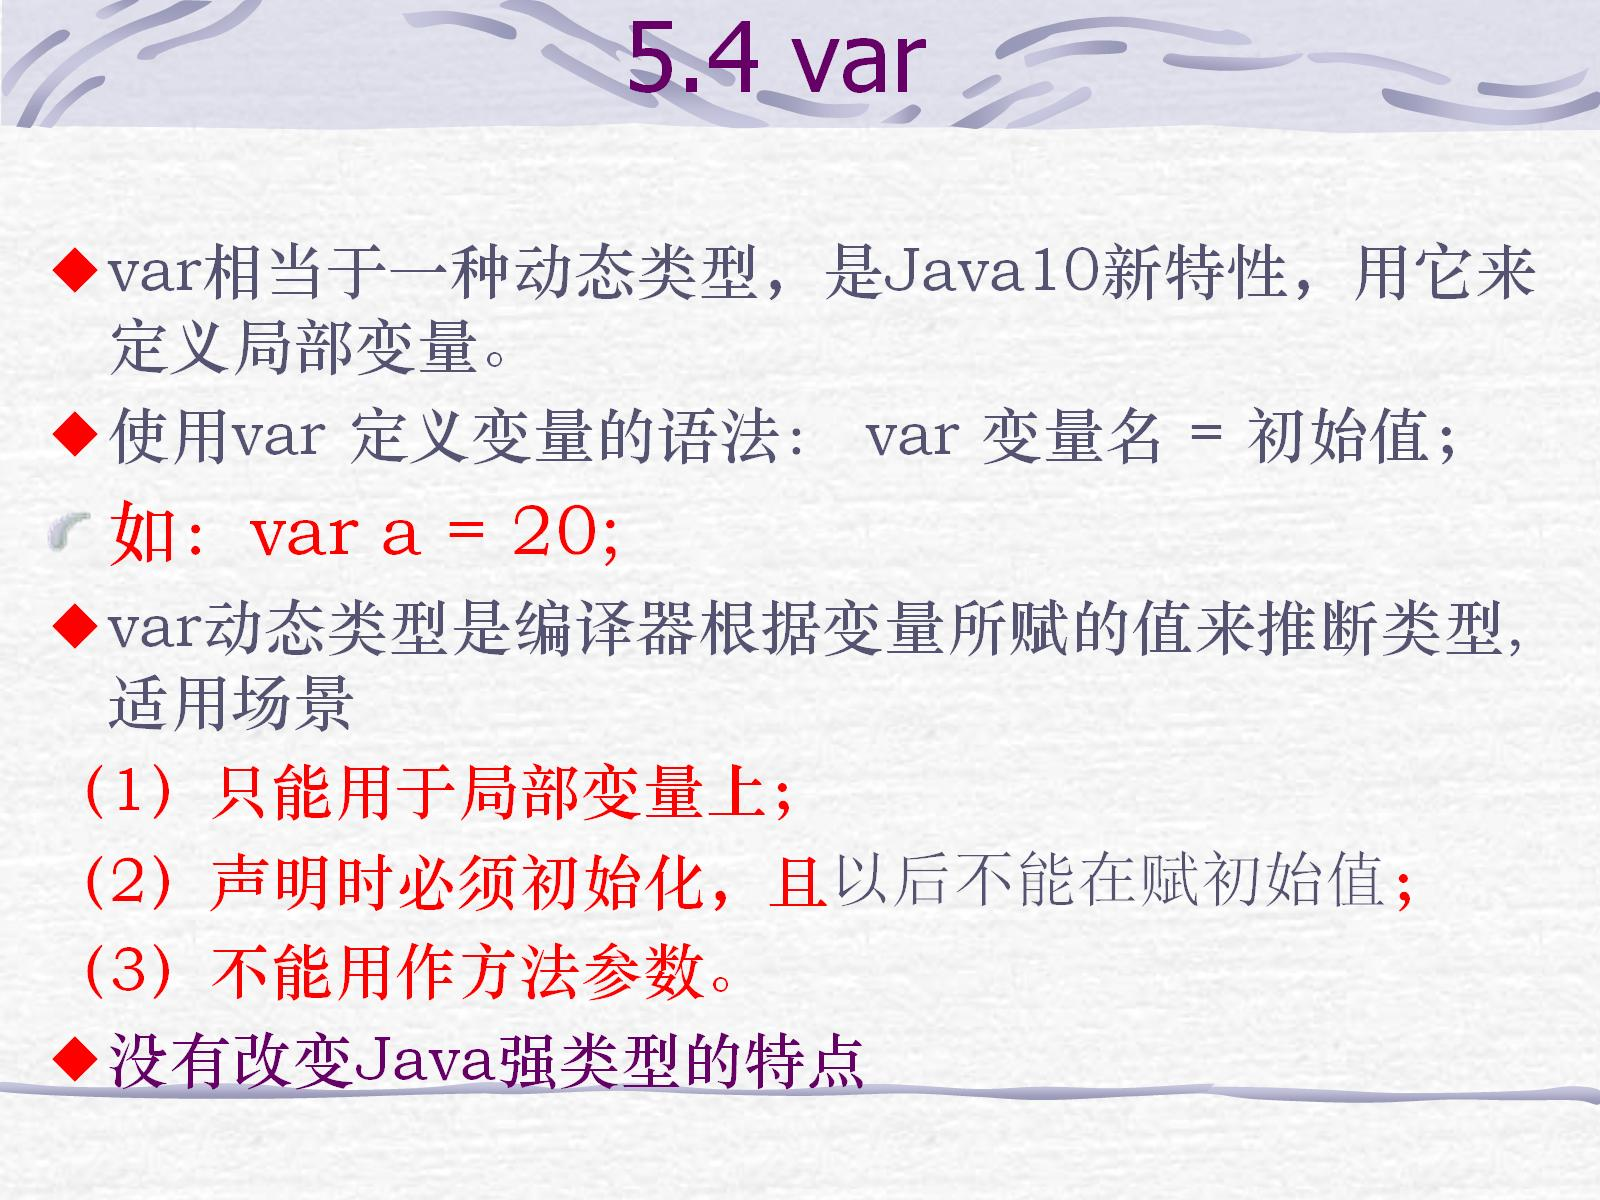 5.4 var
var相当于一种动态类型，是Java10新特性，用它来
定义局部变量。
使用var 定义变量的语法： var 变量名 = 初始值；
如：var a = 20;
var动态类型是编译器根据变量所赋的值来推断类型,
适用场景
（1）只能用于局部变量上；
（2）声明时必须初始化，且以后不能在赋初始值；
（3）不能用作方法参数。
没有改变Java强类型的特点